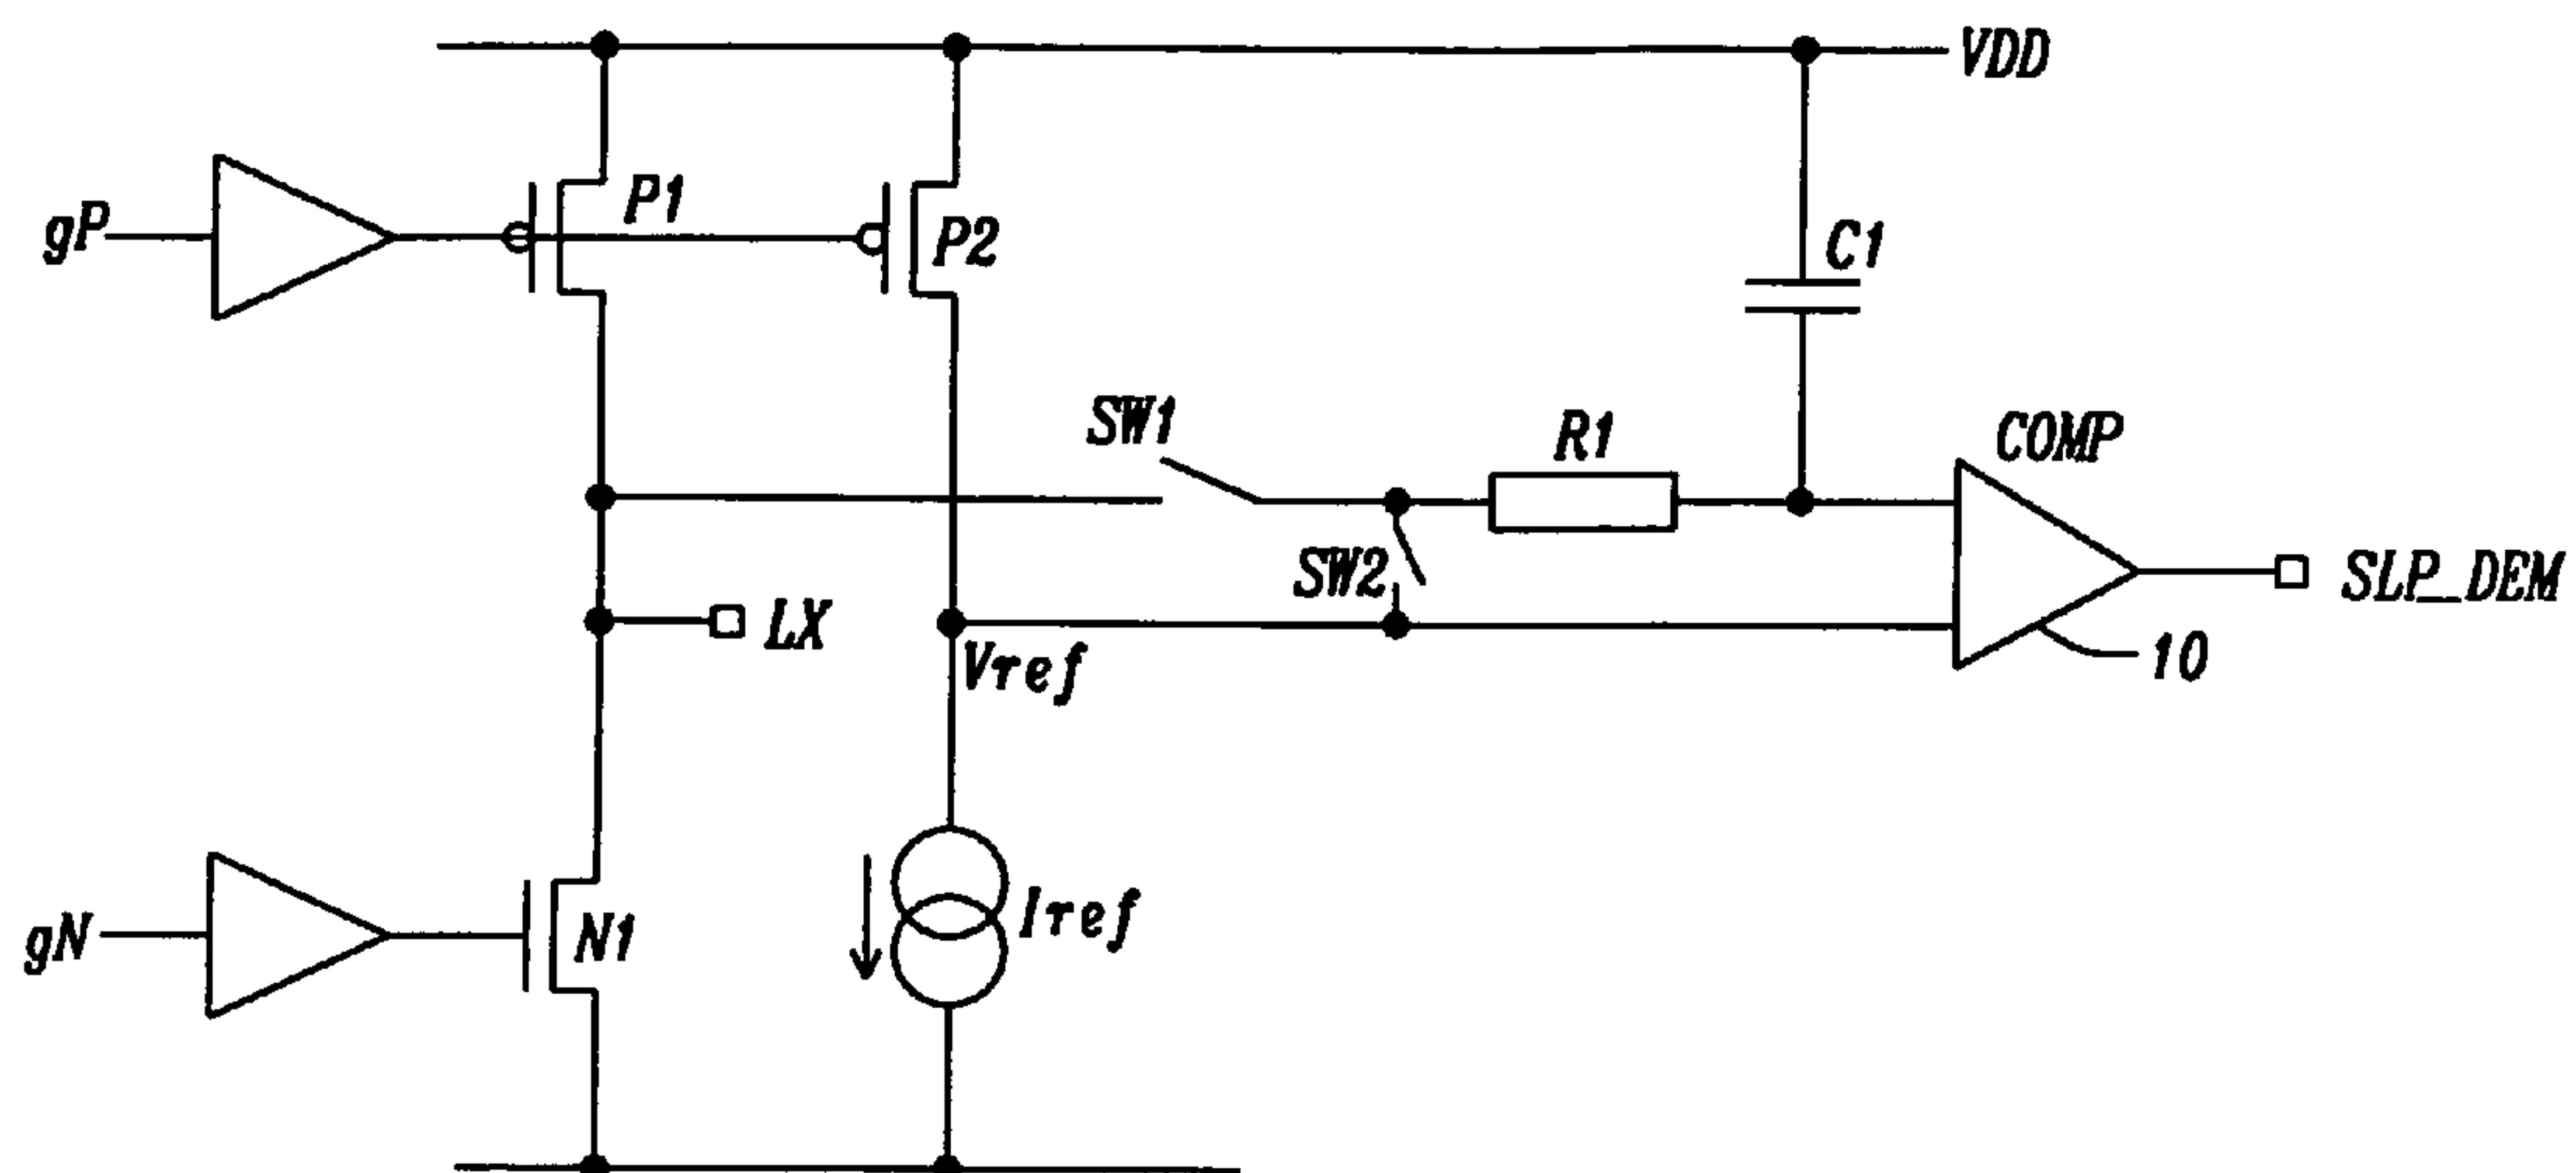 VDD
gP
P1
P2
C1
SW1
R1
COMP
SW2
SLP_DEM
LX
Vref
10
gN
N1
Iref